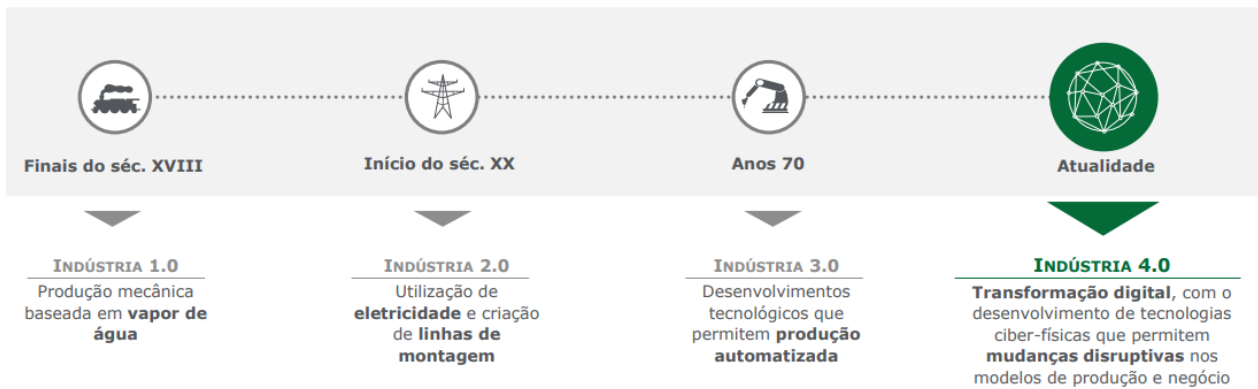 Finais do séc. XVIII
Início do séc. XX
Anos 70
Atualidade
INDÚSTRIA 1.0
Produção mecânica
baseada em vapor de
água
INDÚSTRIA 2.0
Utilização de
eletricidade e criação
de linhas de
montagem
INDÚSTRIA 3.0
Desenvolvimentos
tecnológicos que
permitem produção
automatizada
INDÚSTRIA 4.0
Transformação digital, com o
desenvolvimento de tecnologias
ciber-físicas que permitem
mudanças disruptivas nos
modelos de produção e negócio